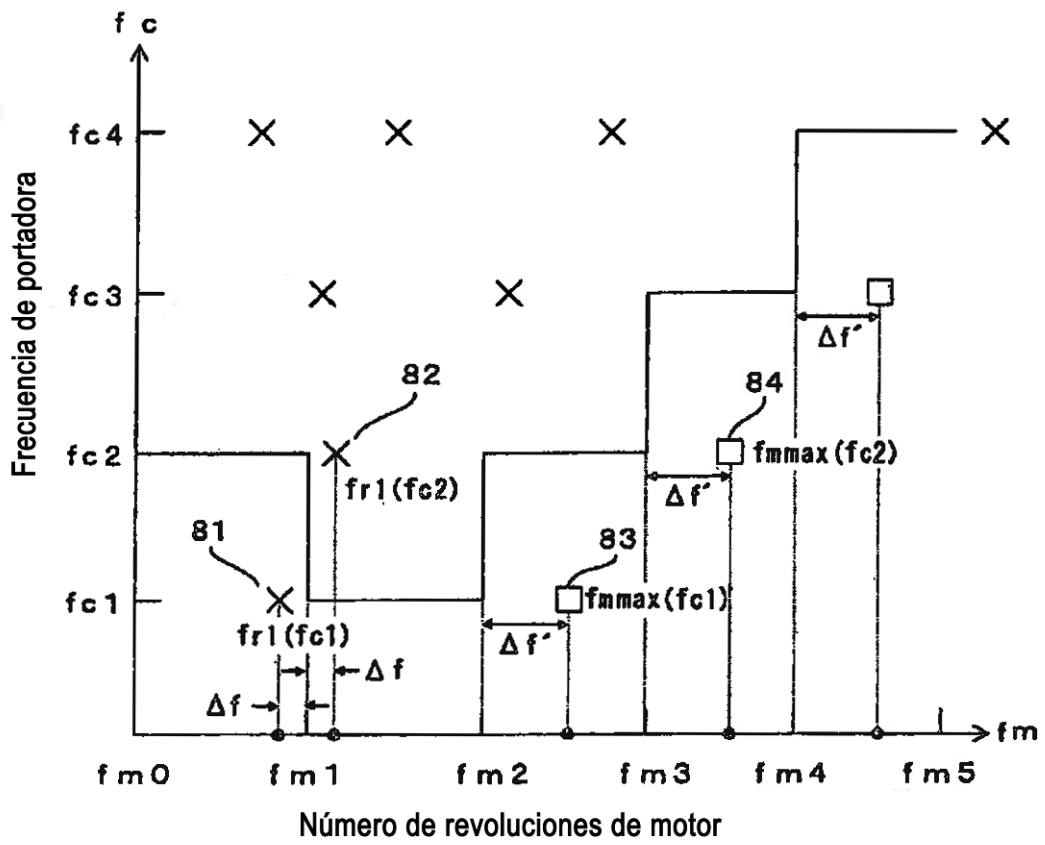 f c
Frecuencia de portadora
fc4
fc3
Δf´
82
84
fc2
fr1(fc2)
fmmax(fc2)
Δf´
81
83
fc1
fr1(fc1)
fmmax(fc1)
Δf´
Δf
Δf
fm
fm0
fm1
fm2
fm3
fm4
fm5
Número de revoluciones de motor